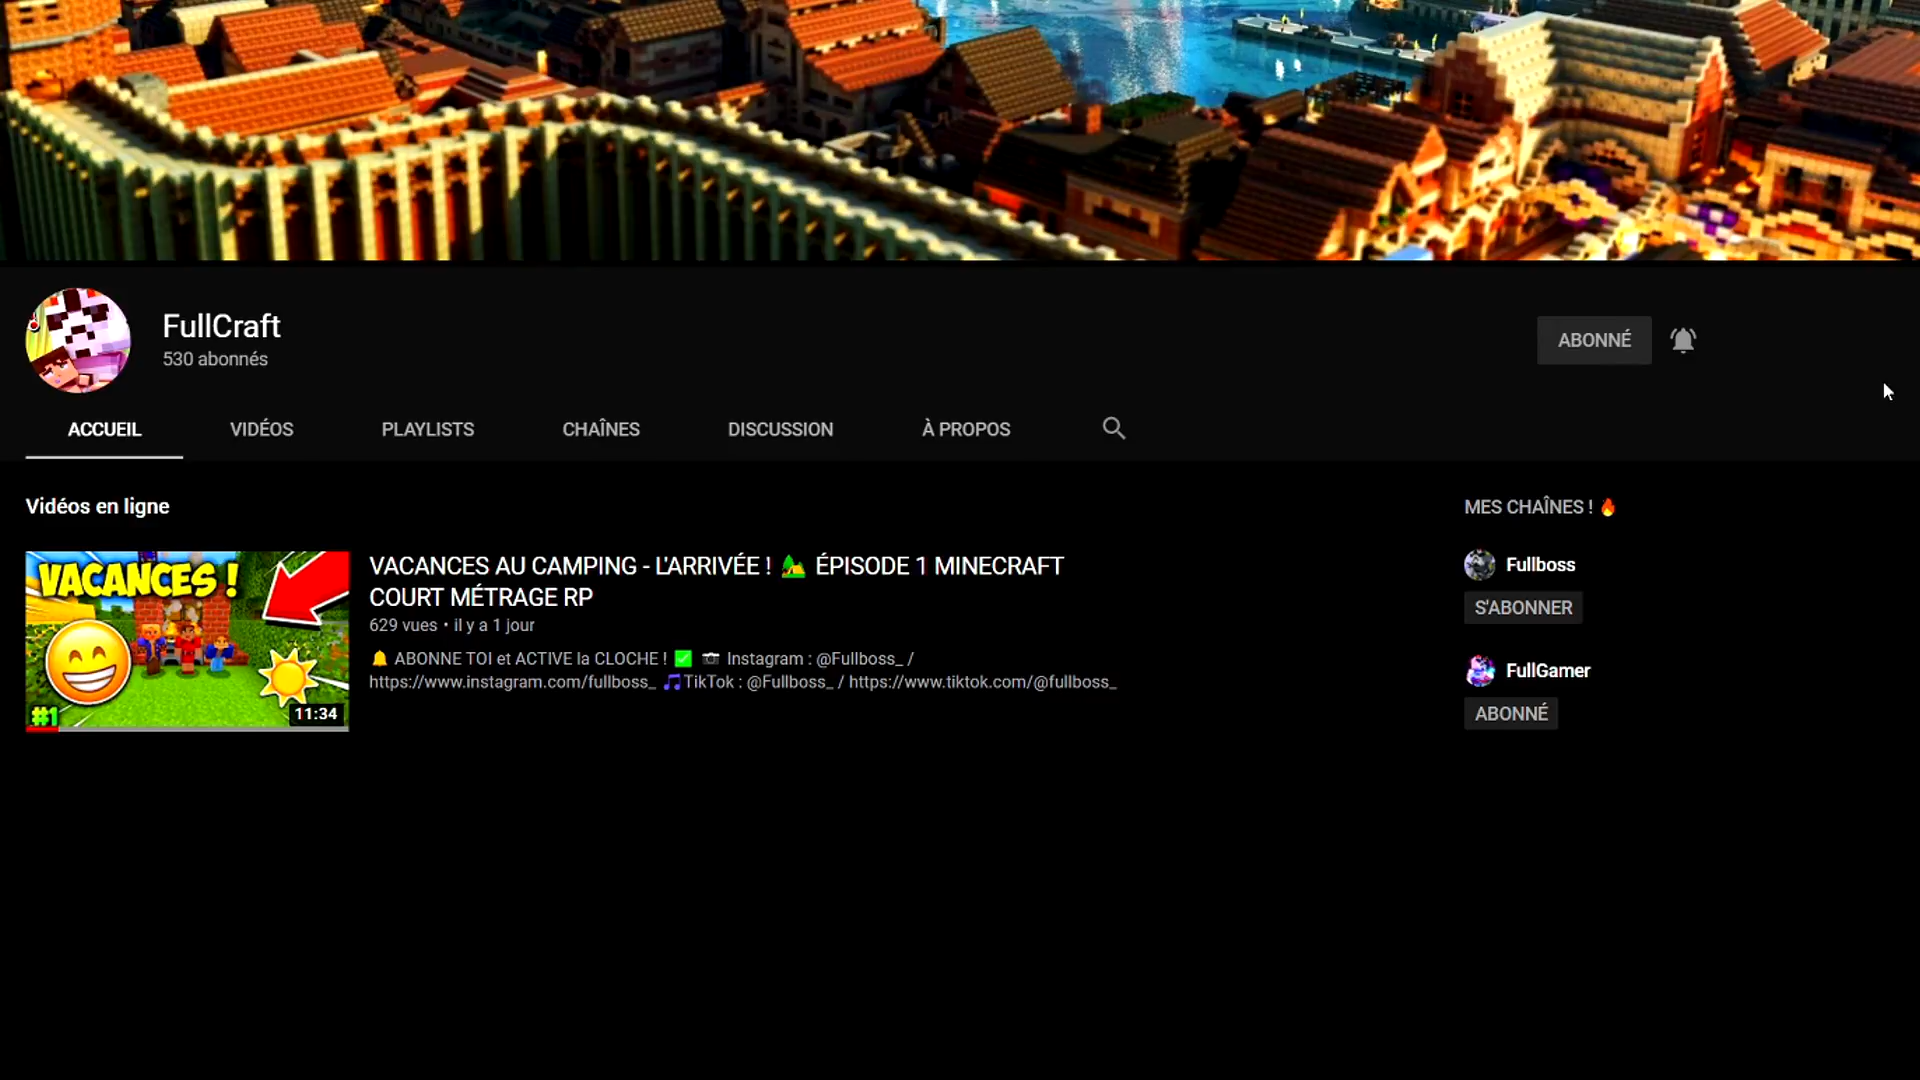 FullCraft
530 abonnés
ABONNÉ
ACCUEIL VIDÉOS PLAYLISTS CHAÎNES DISCUSSION À PROPOS
Vidéos en ligne
VACANCES !
#1
11:34
VACANCES AU CAMPING - L'ARRIVÉE ! 🏕️ ÉPISODE 1 MINECRAFT
COURT MÉTRAGE RP
629 vues • il y a 1 jour
🔔 ABONNE TOI et ACTIVE la CLOCHE ! ✅ 📷 Instagram : @Fullboss_ /
https://www.instagram.com/fullboss_ 🎵TikTok : @Fullboss_ / https://www.tiktok.com/@fullboss_
MES CHAÎNES ! 🔥
Fullboss
S'ABONNER
FullGamer
ABONNÉ